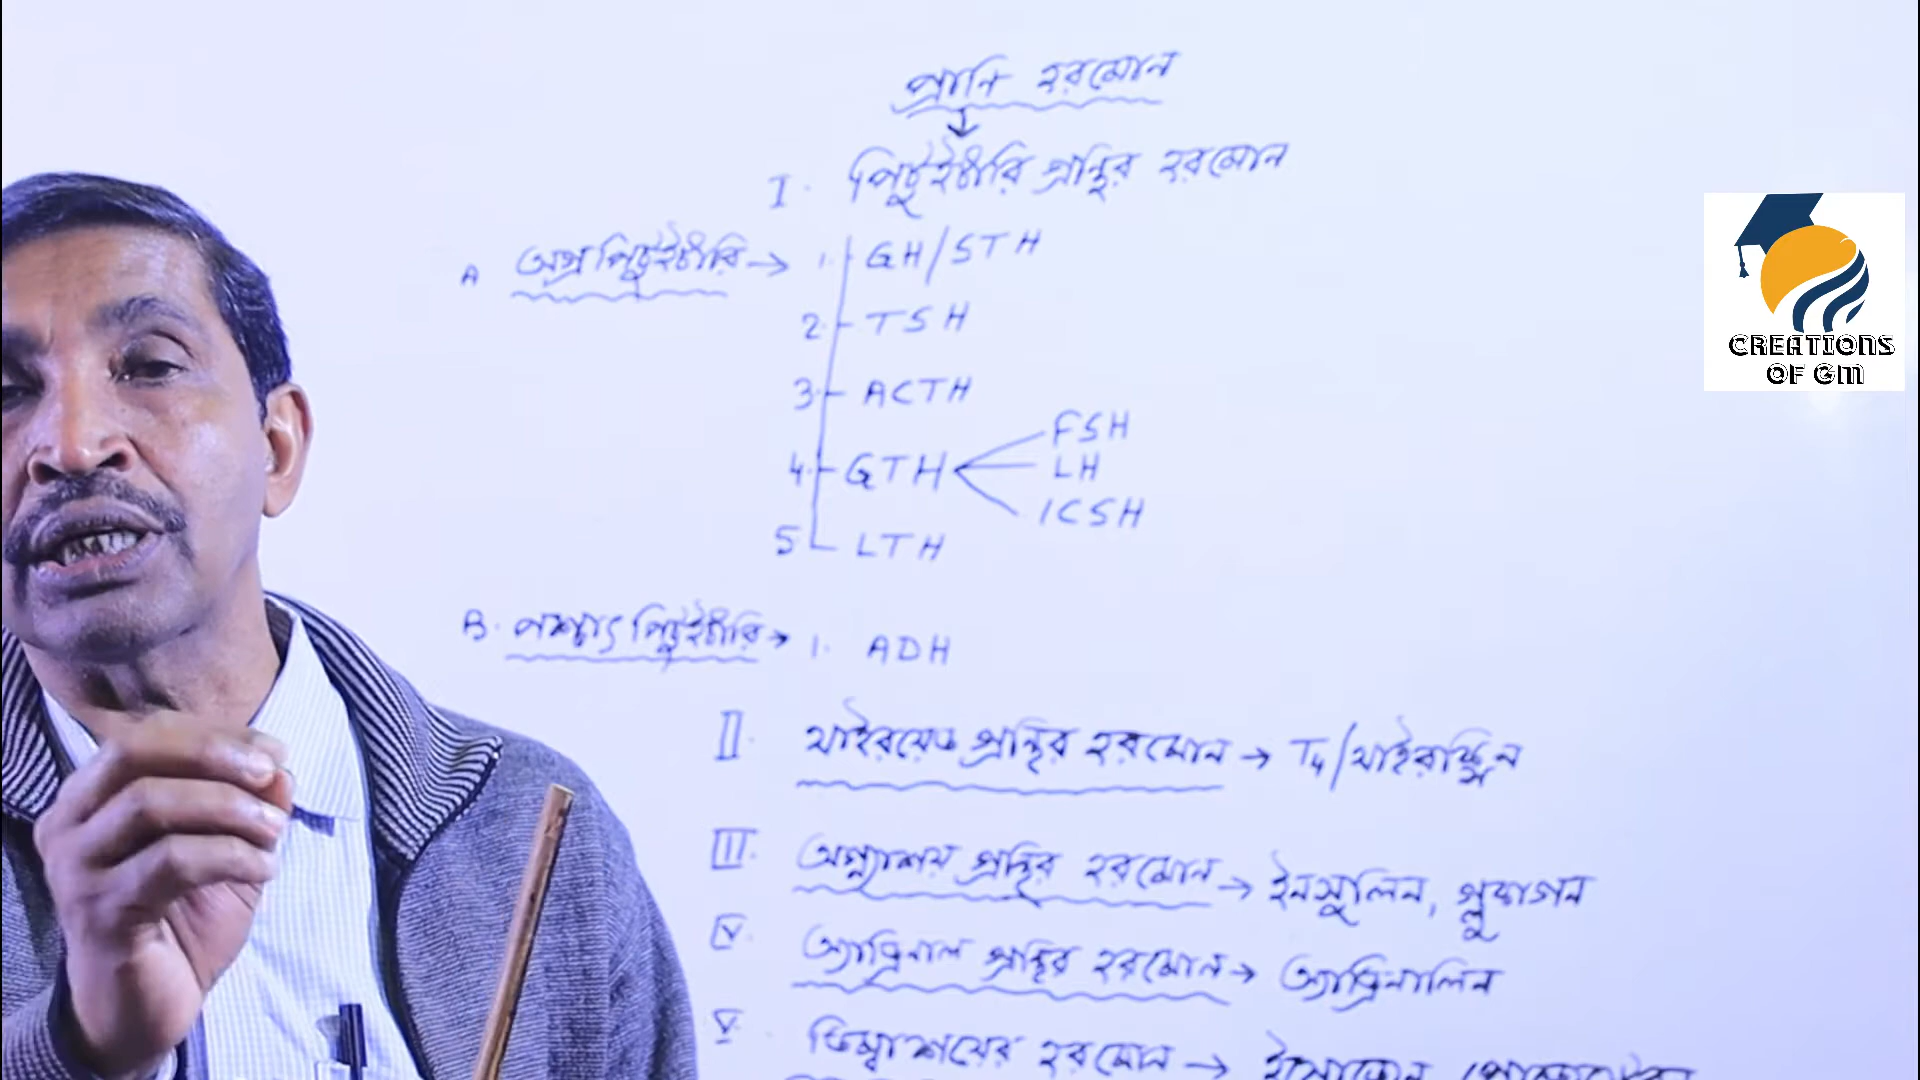 প্রাণি হরমোন
I. পিটুইটারি গ্রন্থির হরমোন
A অগ্রপিটুইটারি → 1. GH/STH
2. TSH
3. ACTH
4. GTH
FSH
LH
ICSH
5 LTH
B. পশ্চাৎ পিটুইটারি → 1. ADH
II. থাইরয়েড গ্রন্থির হরমোন → T4/থাইরক্সিন
III. অগ্ন্যাশয় গ্রন্থির হরমোন → ইনসুলিন, গ্লুকাগন
IV. অ্যাড্রিনাল গ্রন্থির হরমোন → অ্যাড্রিনালিন
V. ডিম্বাশয়ের হরমোন →
CREATIONS
OF GM